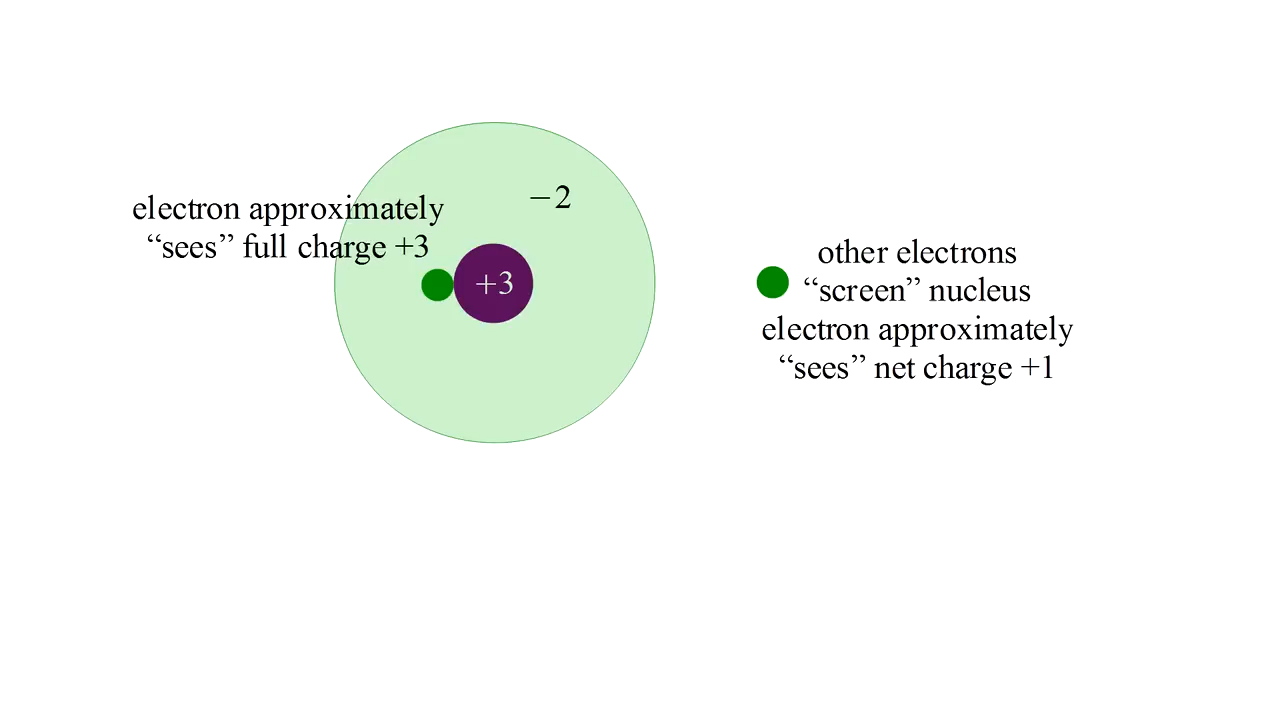 electron approximately
“sees” full charge +3
−2
+3
other electrons
“screen” nucleus
electron approximately
“sees” net charge +1